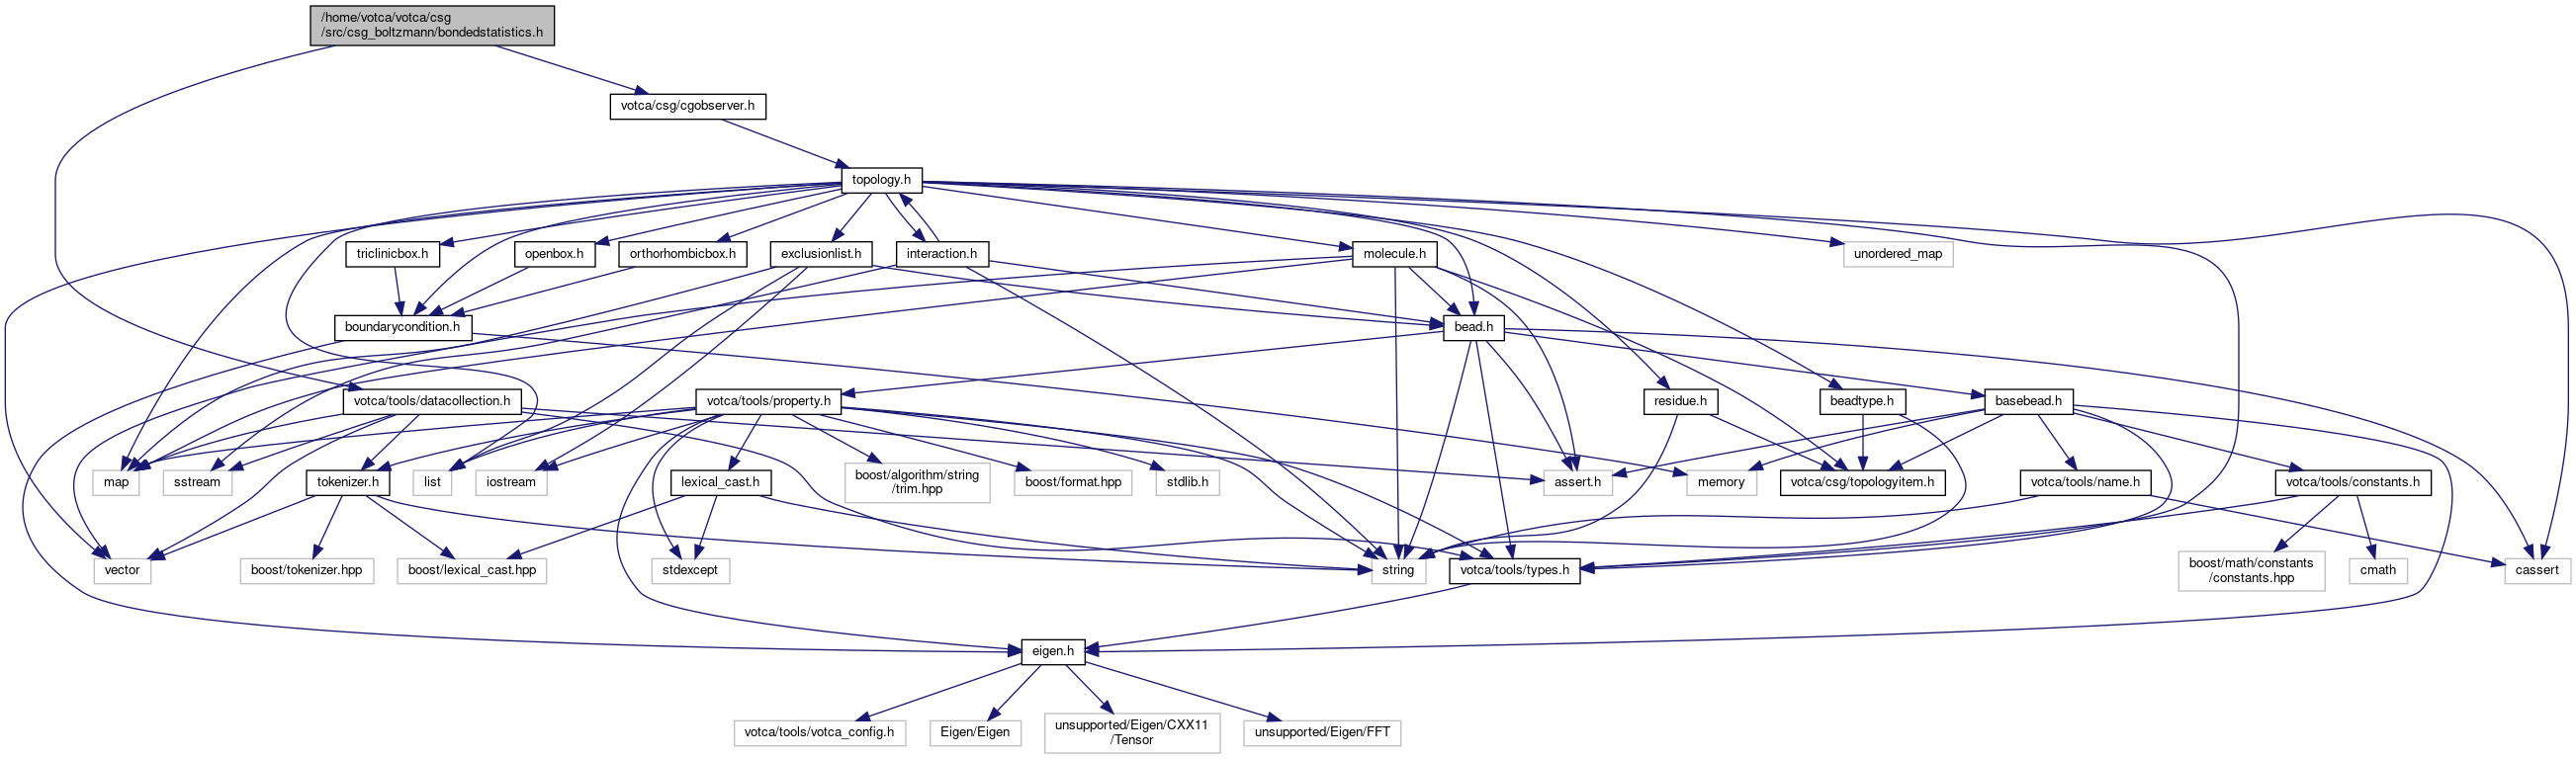 /home/votca/votca/csg
/src/csg_boltzmann/bondedstatistics.h
votca/csg/cgobserver.h
topology.h
triclinicbox.h
openbox.h
orthorhombicbox.h
exclusionlist.h
interaction.h
molecule.h
unordered_map
boundarycondition.h
bead.h
votca/tools/datacollection.h
votca/tools/property.h
residue.h
beadtype.h
basebead.h
map
sstream
tokenizer.h
list
iostream
lexical_cast.h
boost/algorithm/string
/trim.hpp
boost/format.hpp
stdlib.h
assert.h
memory
votca/csg/topologyitem.h
votca/tools/name.h
votca/tools/constants.h
vector
boost/tokenizer.hpp
boost/lexical_cast.hpp
stdexcept
string
votca/tools/types.h
boost/math/constants
/constants.hpp
cmath
cassert
eigen.h
votca/tools/votca_config.h
Eigen/Eigen
unsupported/Eigen/CXX11
/Tensor
unsupported/Eigen/FFT